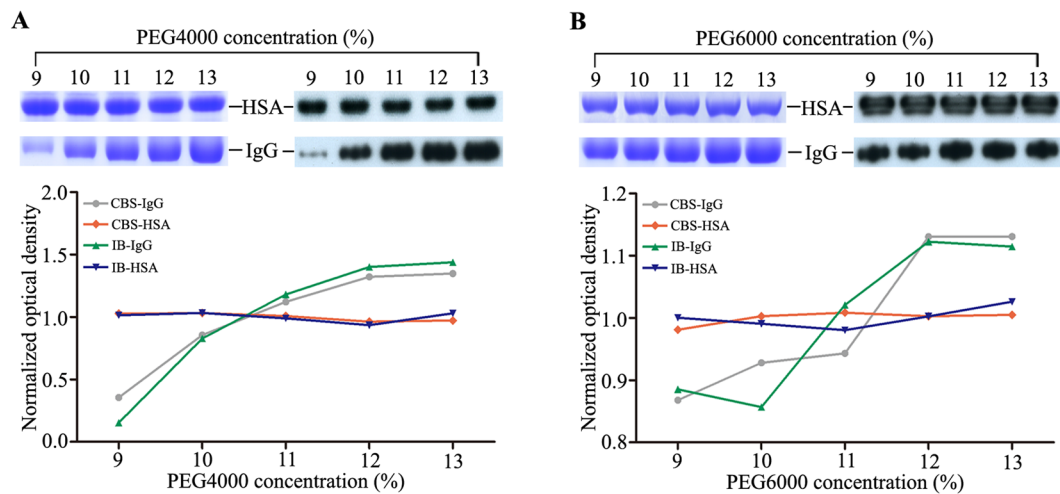 A
PEG4000 concentration (%)
9 10 11 12 13 9 10 11 12 13
HSA
IgG
Normalized optical density
2.0
1.5
1.0
0.5
0.0
CBS-IgG
CBS-HSA
IB-IgG
IB-HSA
9 10 11 12 13
PEG4000 concentration (%)
B
PEG6000 concentration (%)
9 10 11 12 13 9 10 11 12 13
HSA
IgG
Normalized optical density
1.2
1.1
1.0
0.9
0.8
CBS-IgG
CBS-HSA
IB-IgG
IB-HSA
9 10 11 12 13
PEG6000 concentration (%)